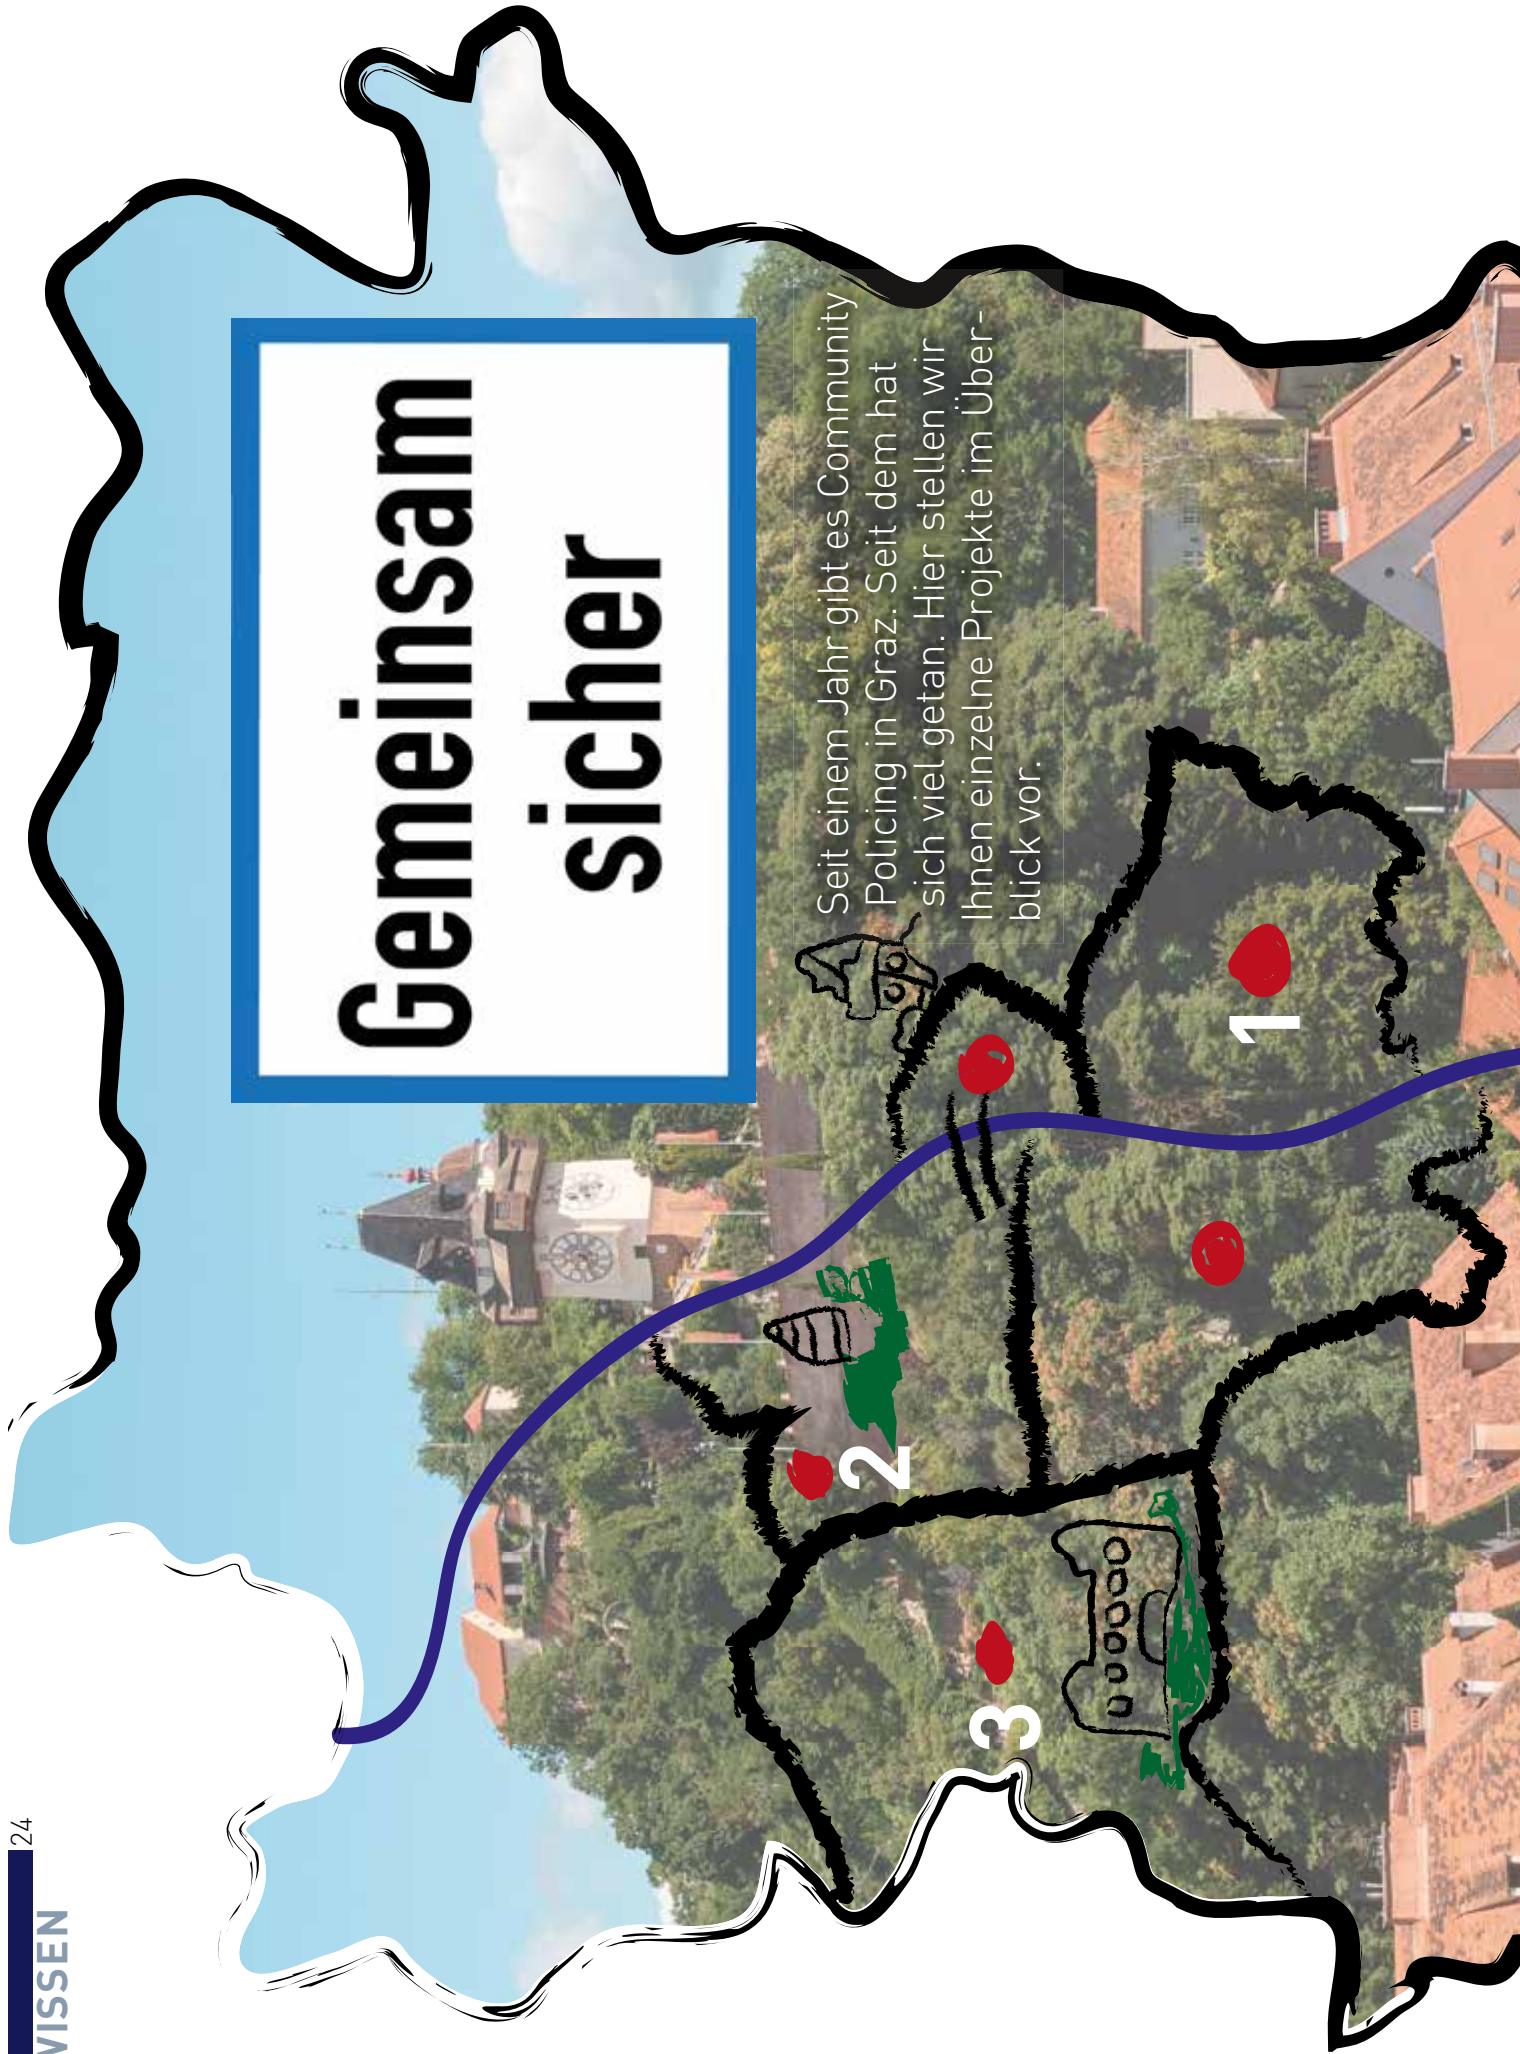 24
WISSEN
Gemeinsam
sicher
Seit einem Jahr gibt es Community
Policing in Graz. Seit dem hat
sich viel getan. Hier stellen wir
Ihnen einzelne Projekte im Über-
blick vor.
1
2
3